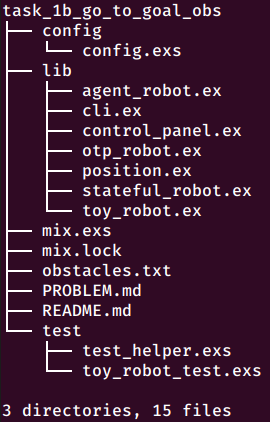 task_1b_go_to_goal_obs
├── config
│   └── config.exs
├── lib
│   ├── agent_robot.ex
│   ├── cli.ex
│   ├── control_panel.ex
│   ├── otp_robot.ex
│   ├── position.ex
│   ├── stateful_robot.ex
│   └── toy_robot.ex
├── mix.exs
├── mix.lock
├── obstacles.txt
├── PROBLEM.md
├── README.md
└── test
    ├── test_helper.exs
    └── toy_robot_test.exs
3 directories, 15 files